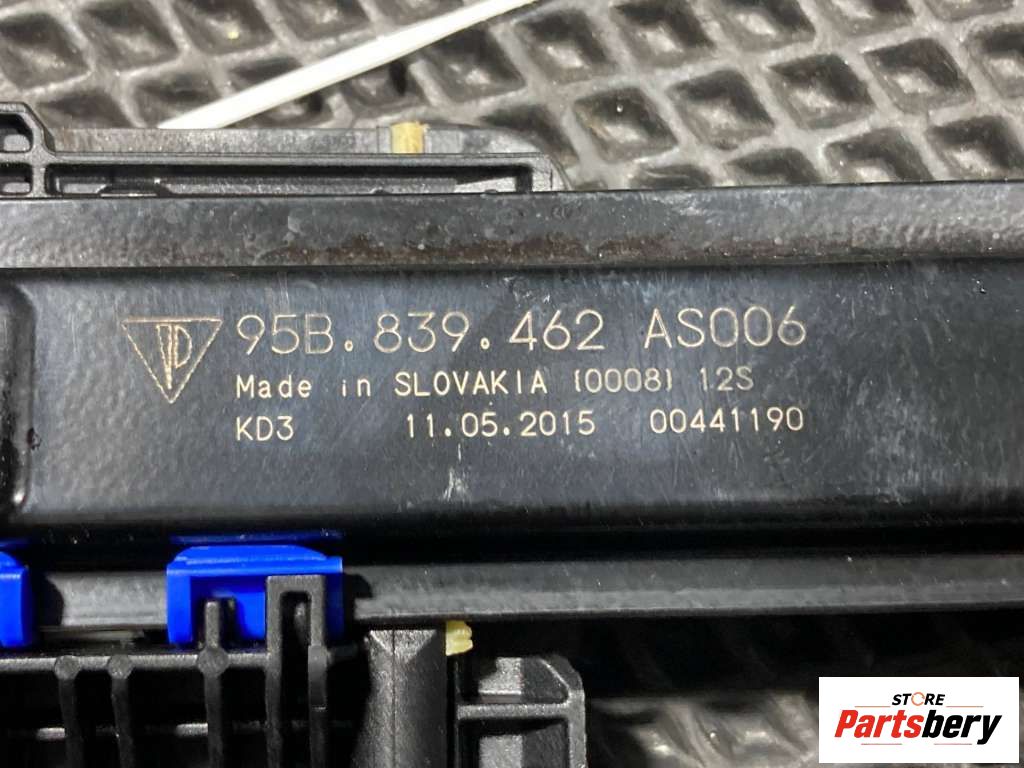 95B.839.462 AS006
Made in SLOVAKIA (0008) 12S
KD3 11.05.2015 00441190
STORE
Partsbery